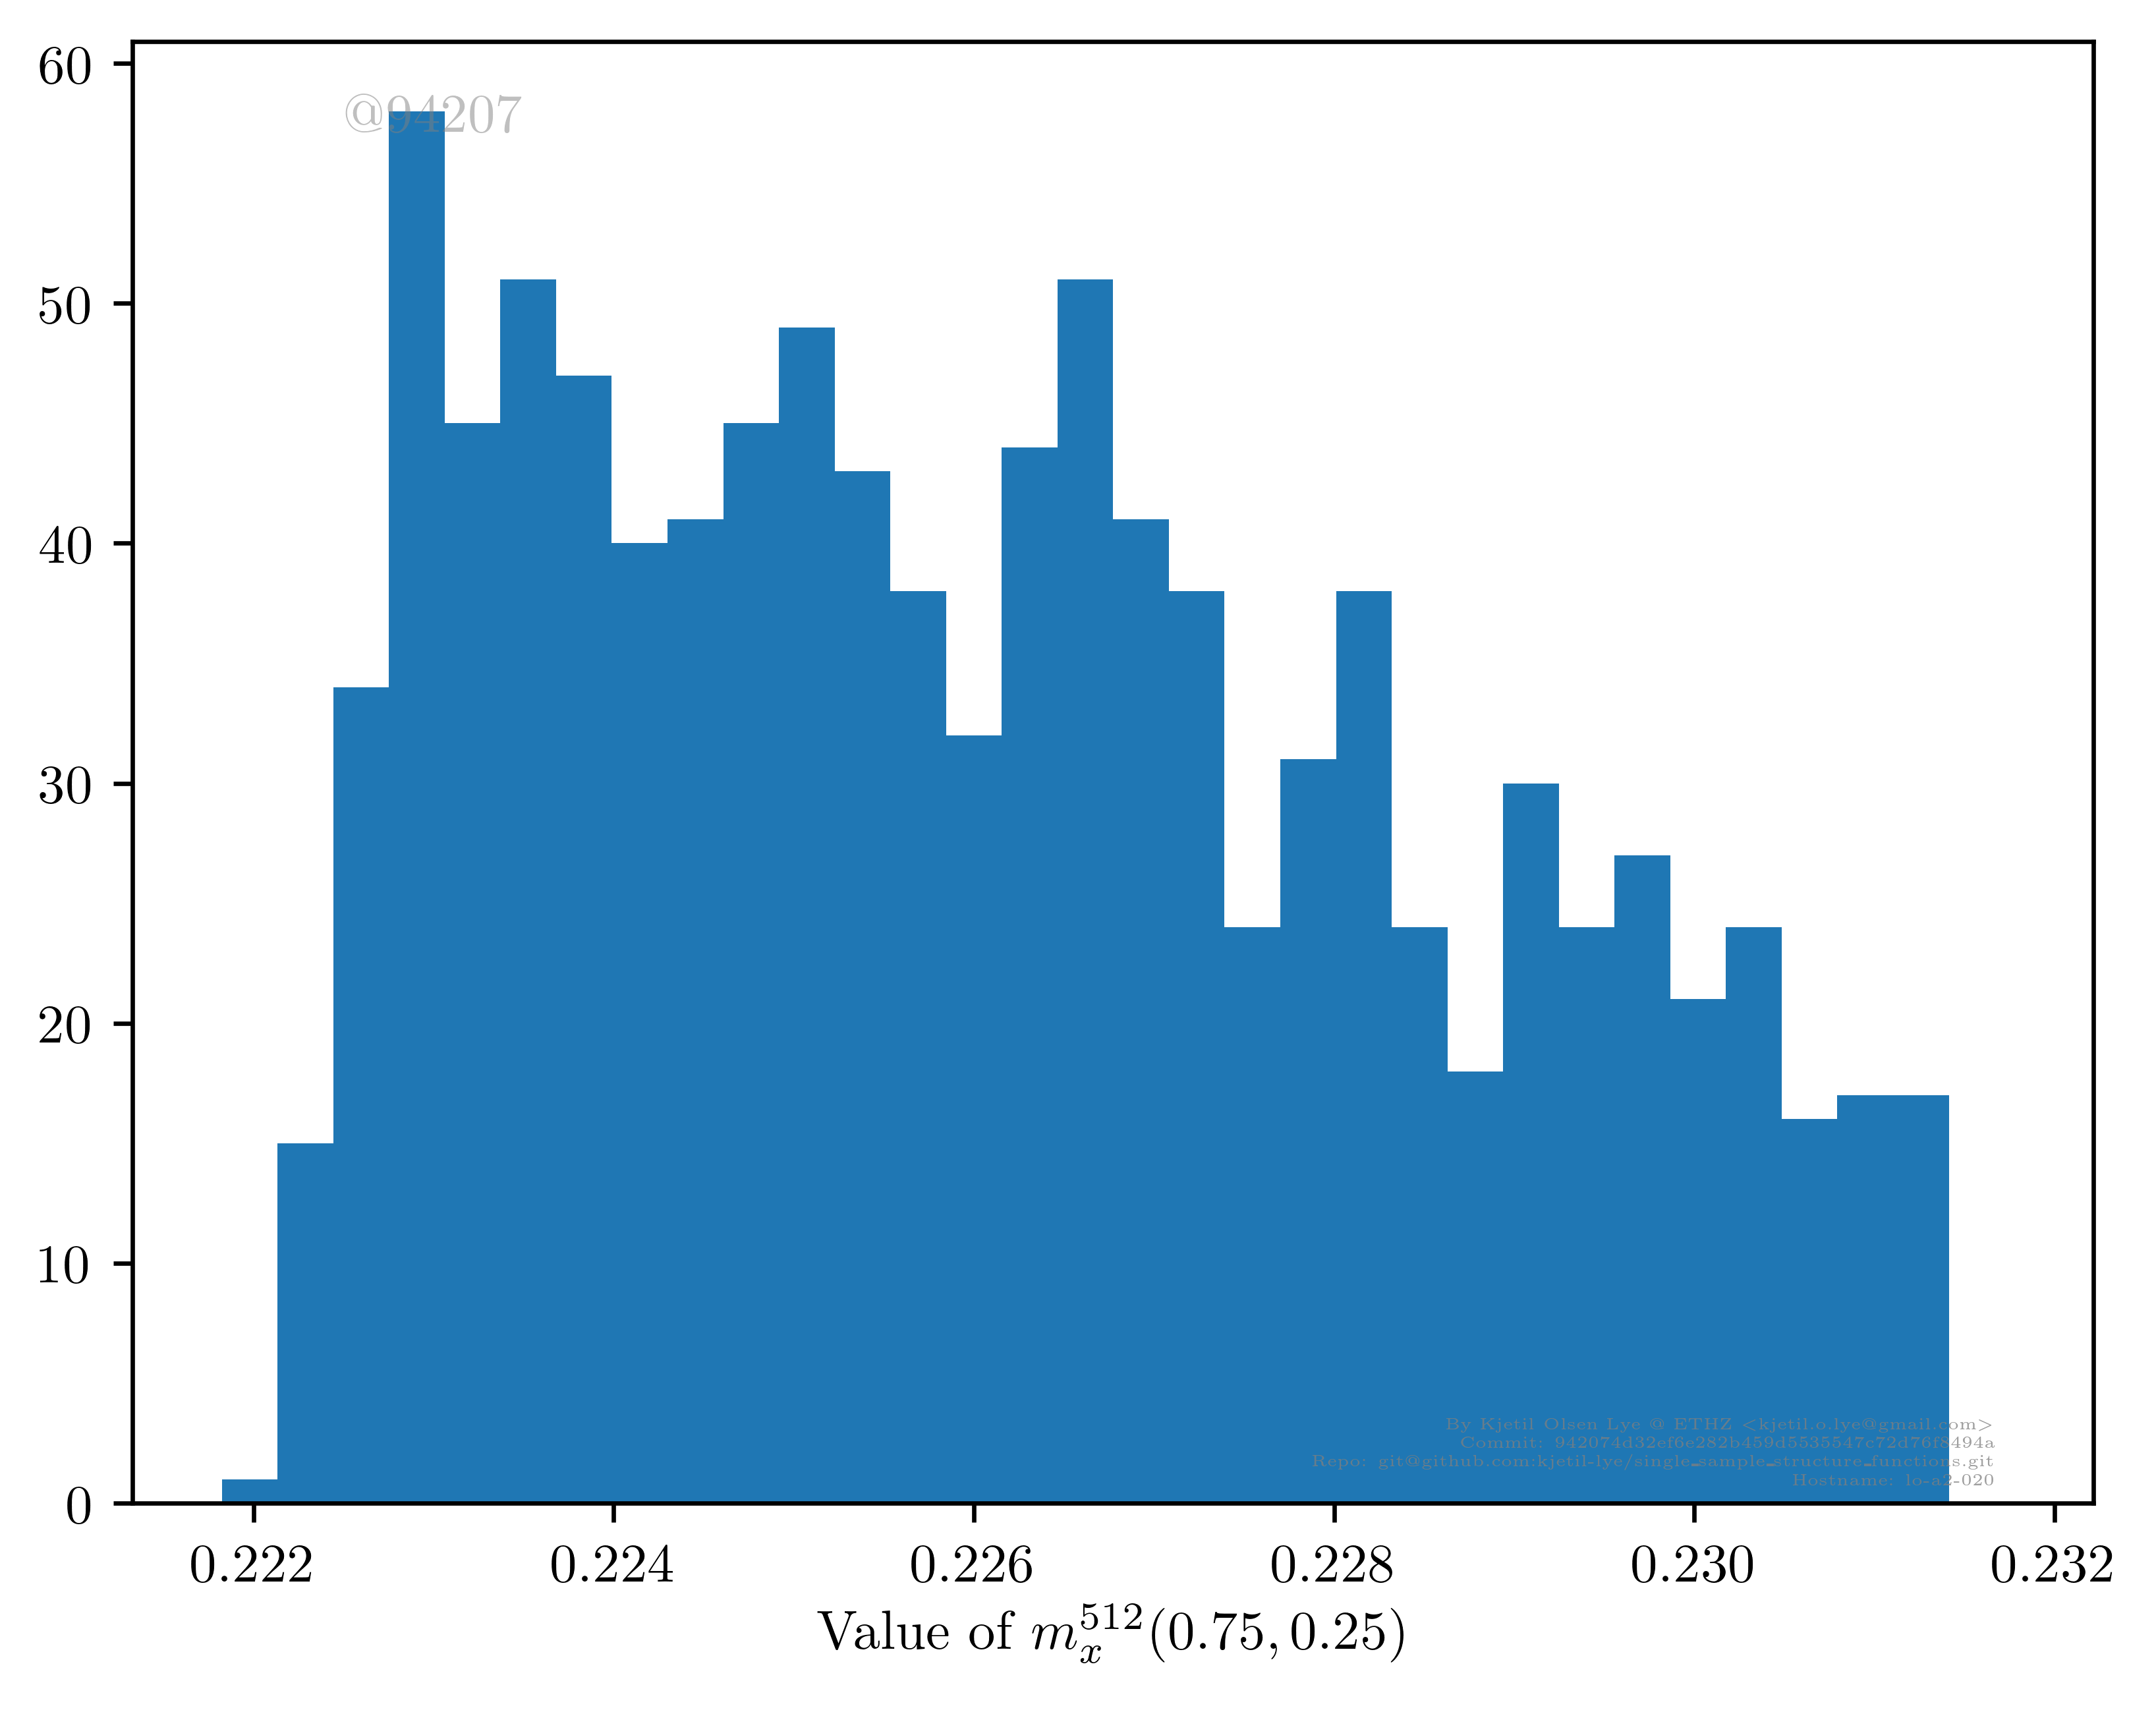 60
@94207
50
40
30
20
10
0
By Kjetil Olsen Lye @ ETHZ <kjetil.o.lye@gmail.com>
Commit: 942074d32ef6e282b459d5535547c72d76f8494a
Repo: git@github.com:kjetil-lye/single_sample_structure_functions.git
Hostname: lo-a2-020
0.222 0.224 0.226 0.228 0.230 0.232
Value of $m_x^{512}(0.75, 0.25)$